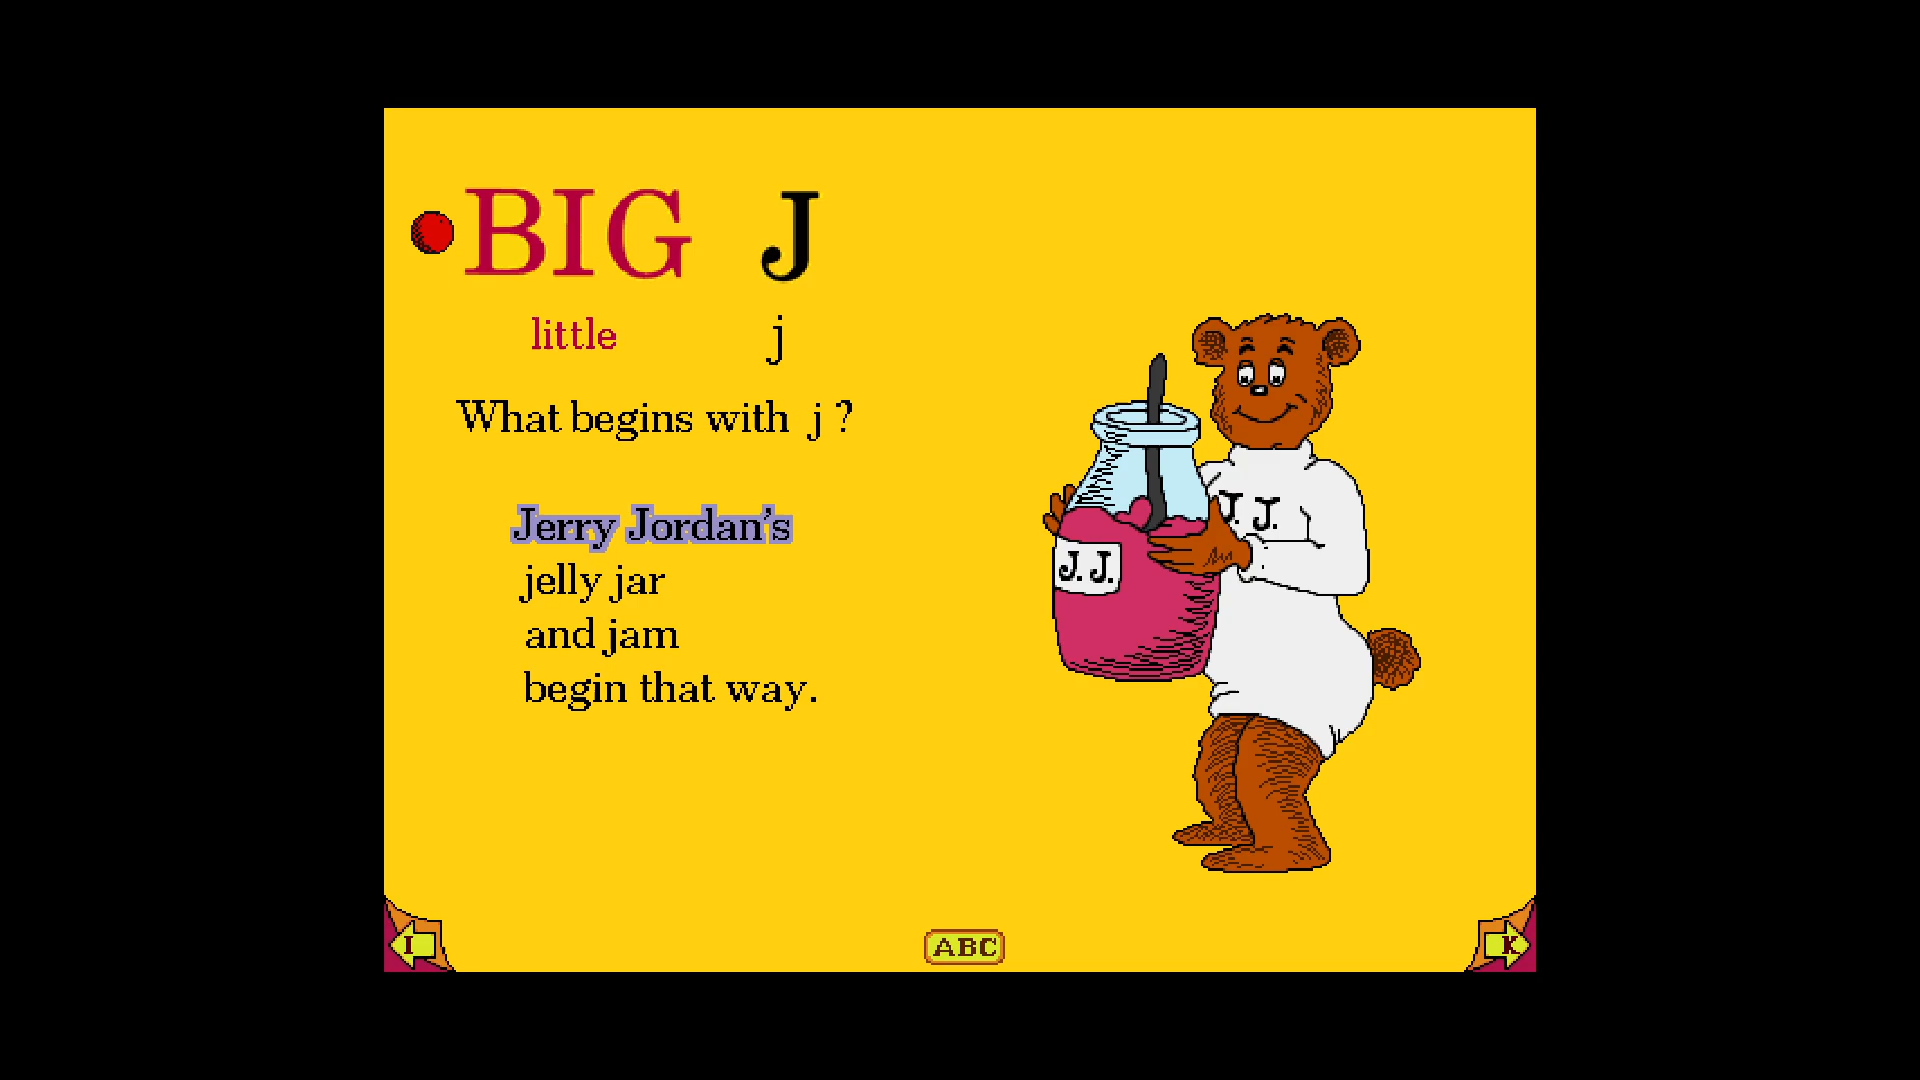 BIG J
little j
What begins with j ?
Jerry Jordan's
jelly jar
and jam
begin that way.
J. J.
J. J.
I
ABC
K